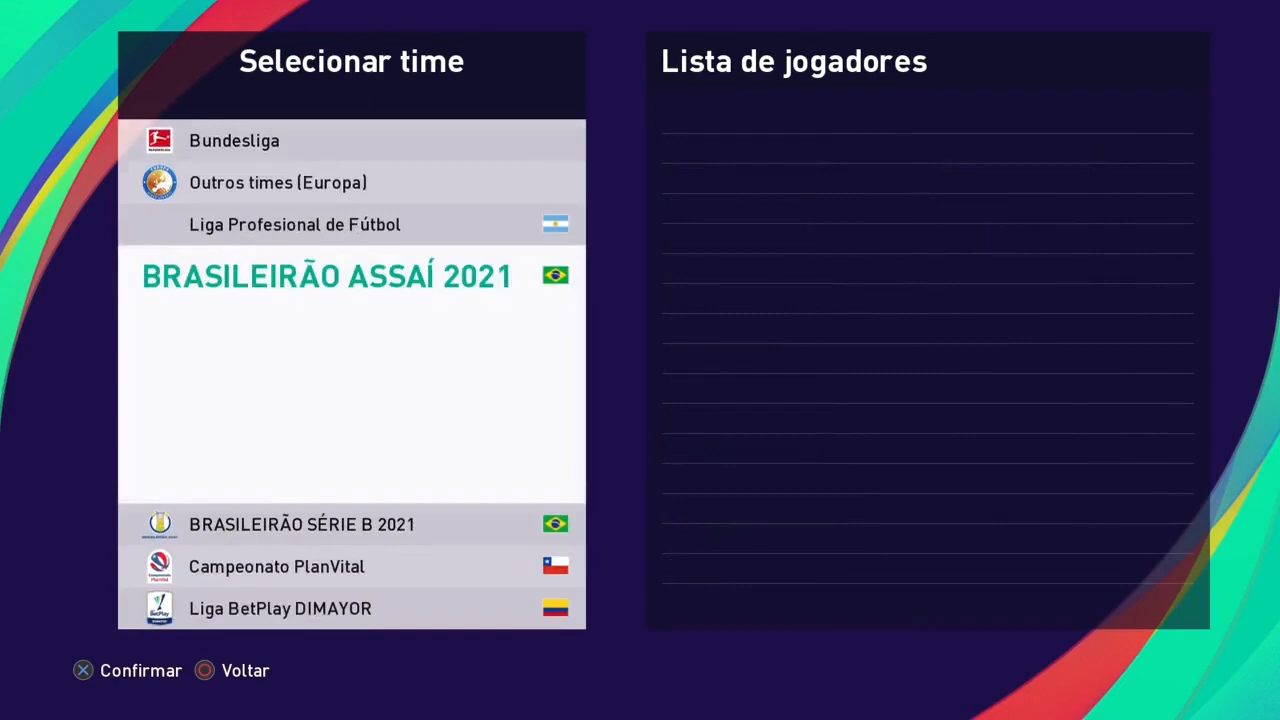 Selecionar time
Bundesliga
Outros times (Europa)
Liga Profesional de Fútbol
BRASILEIRÃO ASSAÍ 2021
BRASILEIRÃO SÉRIE B 2021
Campeonato PlanVital
Liga BetPlay DIMAYOR
Lista de jogadores
Confirmar
Voltar